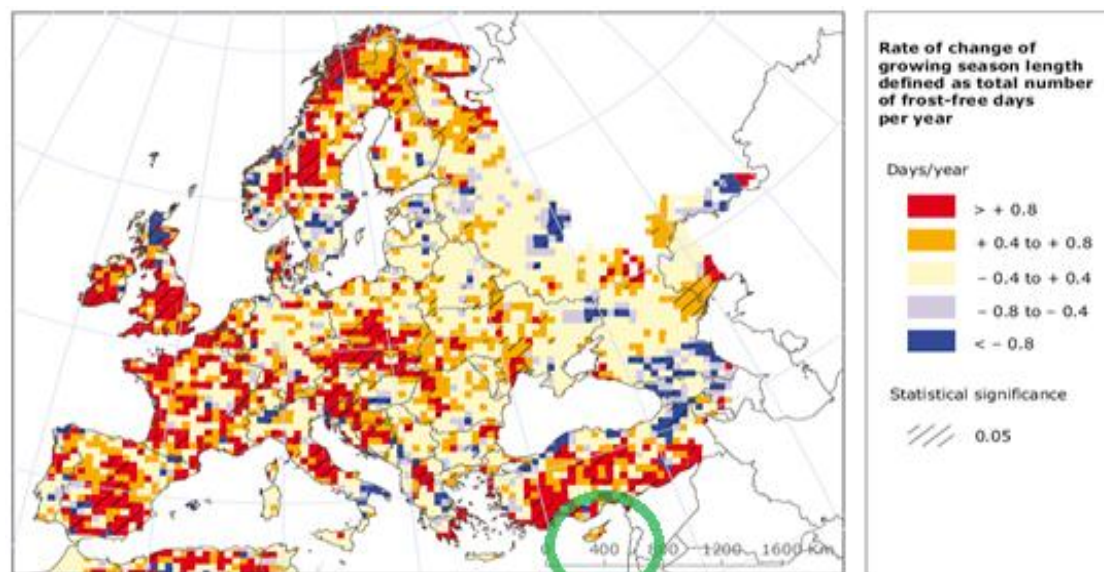 Rate of change of
growing season length
defined as total number
of frost-free days
per year
Days/year
> + 0.8
+ 0.4 to + 0.8
− 0.4 to + 0.4
− 0.8 to − 0.4
< − 0.8
Statistical significance
0.05
0 400 800 1200 1600 Km